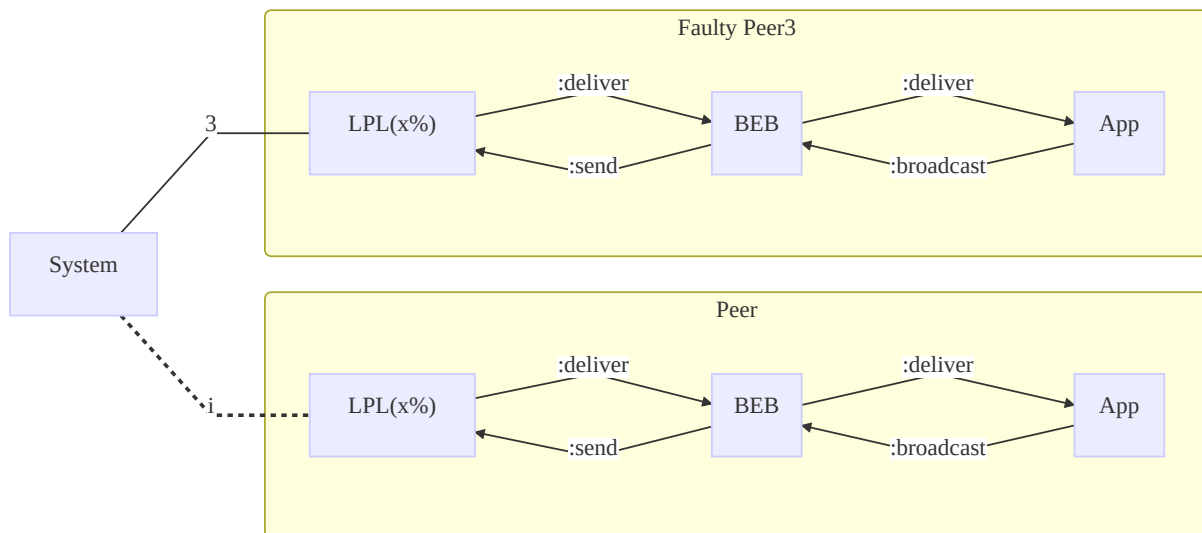 Faulty Peer3
:deliver
:deliver
3
LPL(x%)
BEB
App
:send
:broadcast
System
Peer
:deliver
:deliver
i
LPL(x%)
BEB
App
:send
:broadcast